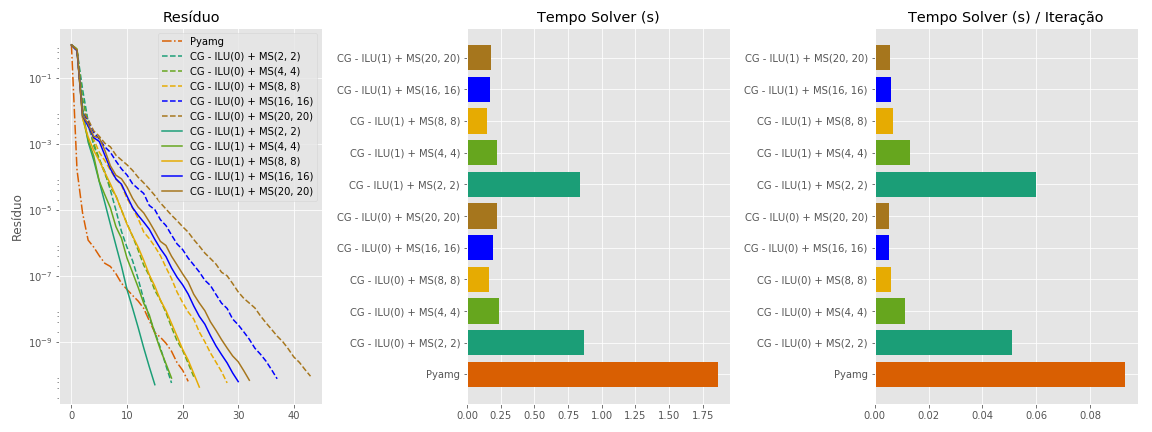 Resíduo
Resíduo
10⁻¹
10⁻³
10⁻⁵
10⁻⁷
10⁻⁹
0
10
20
30
40
Pyamg
CG - ILU(0) + MS(2, 2)
CG - ILU(0) + MS(4, 4)
CG - ILU(0) + MS(8, 8)
CG - ILU(0) + MS(16, 16)
CG - ILU(0) + MS(20, 20)
CG - ILU(1) + MS(2, 2)
CG - ILU(1) + MS(4, 4)
CG - ILU(1) + MS(8, 8)
CG - ILU(1) + MS(16, 16)
CG - ILU(1) + MS(20, 20)
Tempo Solver (s)
CG - ILU(1) + MS(20, 20)
CG - ILU(1) + MS(16, 16)
CG - ILU(1) + MS(8, 8)
CG - ILU(1) + MS(4, 4)
CG - ILU(1) + MS(2, 2)
CG - ILU(0) + MS(20, 20)
CG - ILU(0) + MS(16, 16)
CG - ILU(0) + MS(8, 8)
CG - ILU(0) + MS(4, 4)
CG - ILU(0) + MS(2, 2)
Pyamg
0.00
0.25
0.50
0.75
1.00
1.25
1.50
1.75
Tempo Solver (s) / Iteração
CG - ILU(1) + MS(20, 20)
CG - ILU(1) + MS(16, 16)
CG - ILU(1) + MS(8, 8)
CG - ILU(1) + MS(4, 4)
CG - ILU(1) + MS(2, 2)
CG - ILU(0) + MS(20, 20)
CG - ILU(0) + MS(16, 16)
CG - ILU(0) + MS(8, 8)
CG - ILU(0) + MS(4, 4)
CG - ILU(0) + MS(2, 2)
Pyamg
0.00
0.02
0.04
0.06
0.08